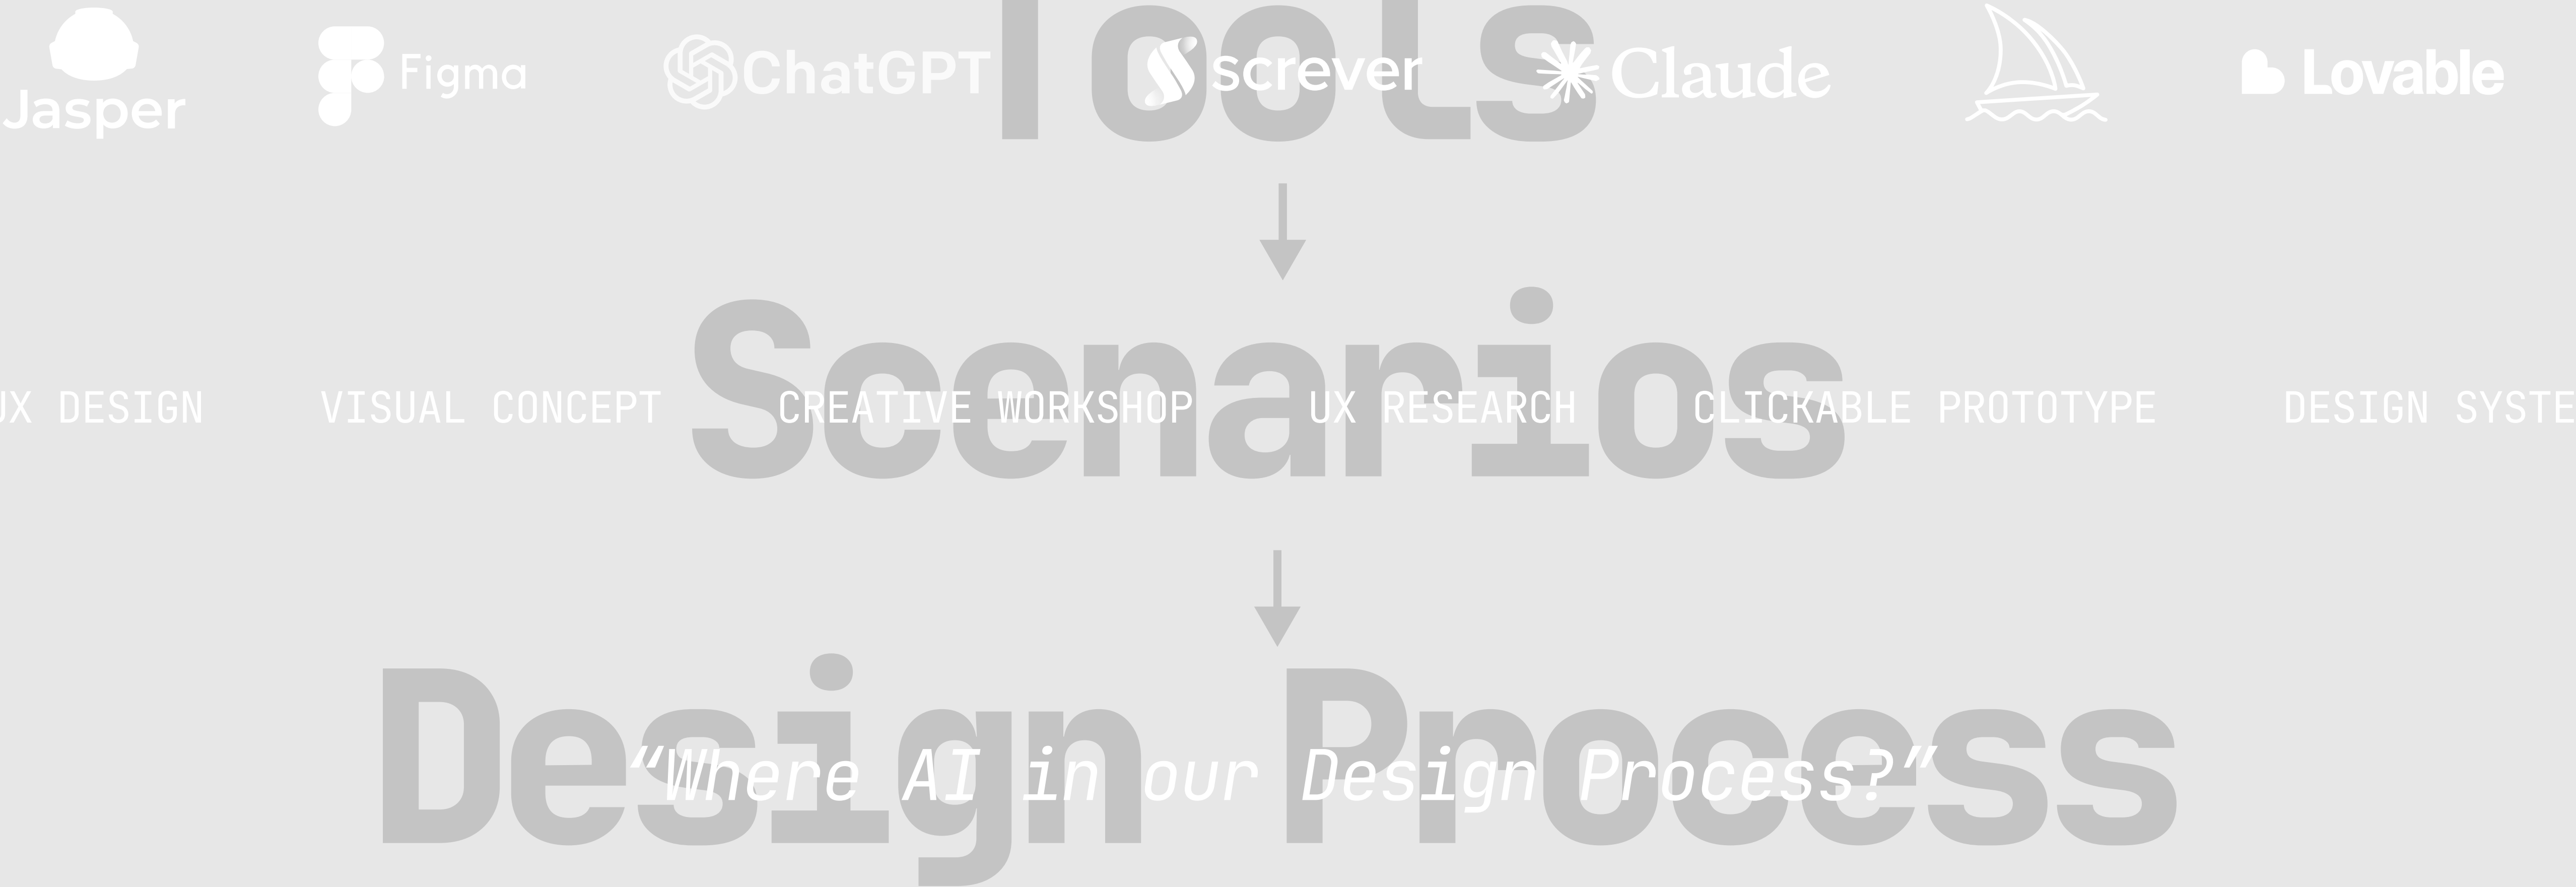 Tools
Jasper
Figma
ChatGPT
screver
Claude
Lovable
Scenarios
UX DESIGN
VISUAL CONCEPT
CREATIVE WORKSHOP
UX RESEARCH
CLICKABLE PROTOTYPE
DESIGN SYSTE
Design Process
“Where AI in our Design Process?”